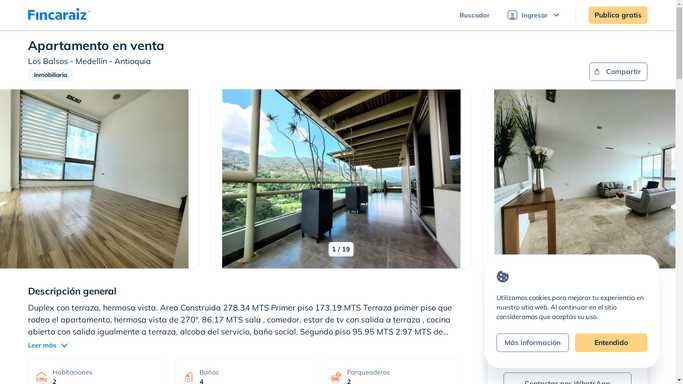 Fincaraiz
Buscador
Ingresar
Publica gratis
Apartamento en venta
Los Balsos - Medellín - Antioquia
Inmobiliaria
Compartir
1 / 19
Descripción general
Duplex con terraza, hermosa vista. Area Construida 278.34 MTS Primer piso 173.19 MTS Terraza primer piso que
rodea el apartamento, hermosa vista de 270°. 86.17 MTS sala , comedor, estar de tv con salida a terraza , cocina
abierta con salida igualmente a terraza, alcoba del servicio, baña social. Segundo piso 95.95 MTS 2.97 MTS de...
Leer más
Habitaciones
2
Baños
4
Parqueaderos
2
Utilizamos cookies para mejorar tu experiencia en
nuestro sitio web. Al continuar en el sitio
consideramos que aceptas su uso.
Más información
Entendido
Contactar por WhatsApp